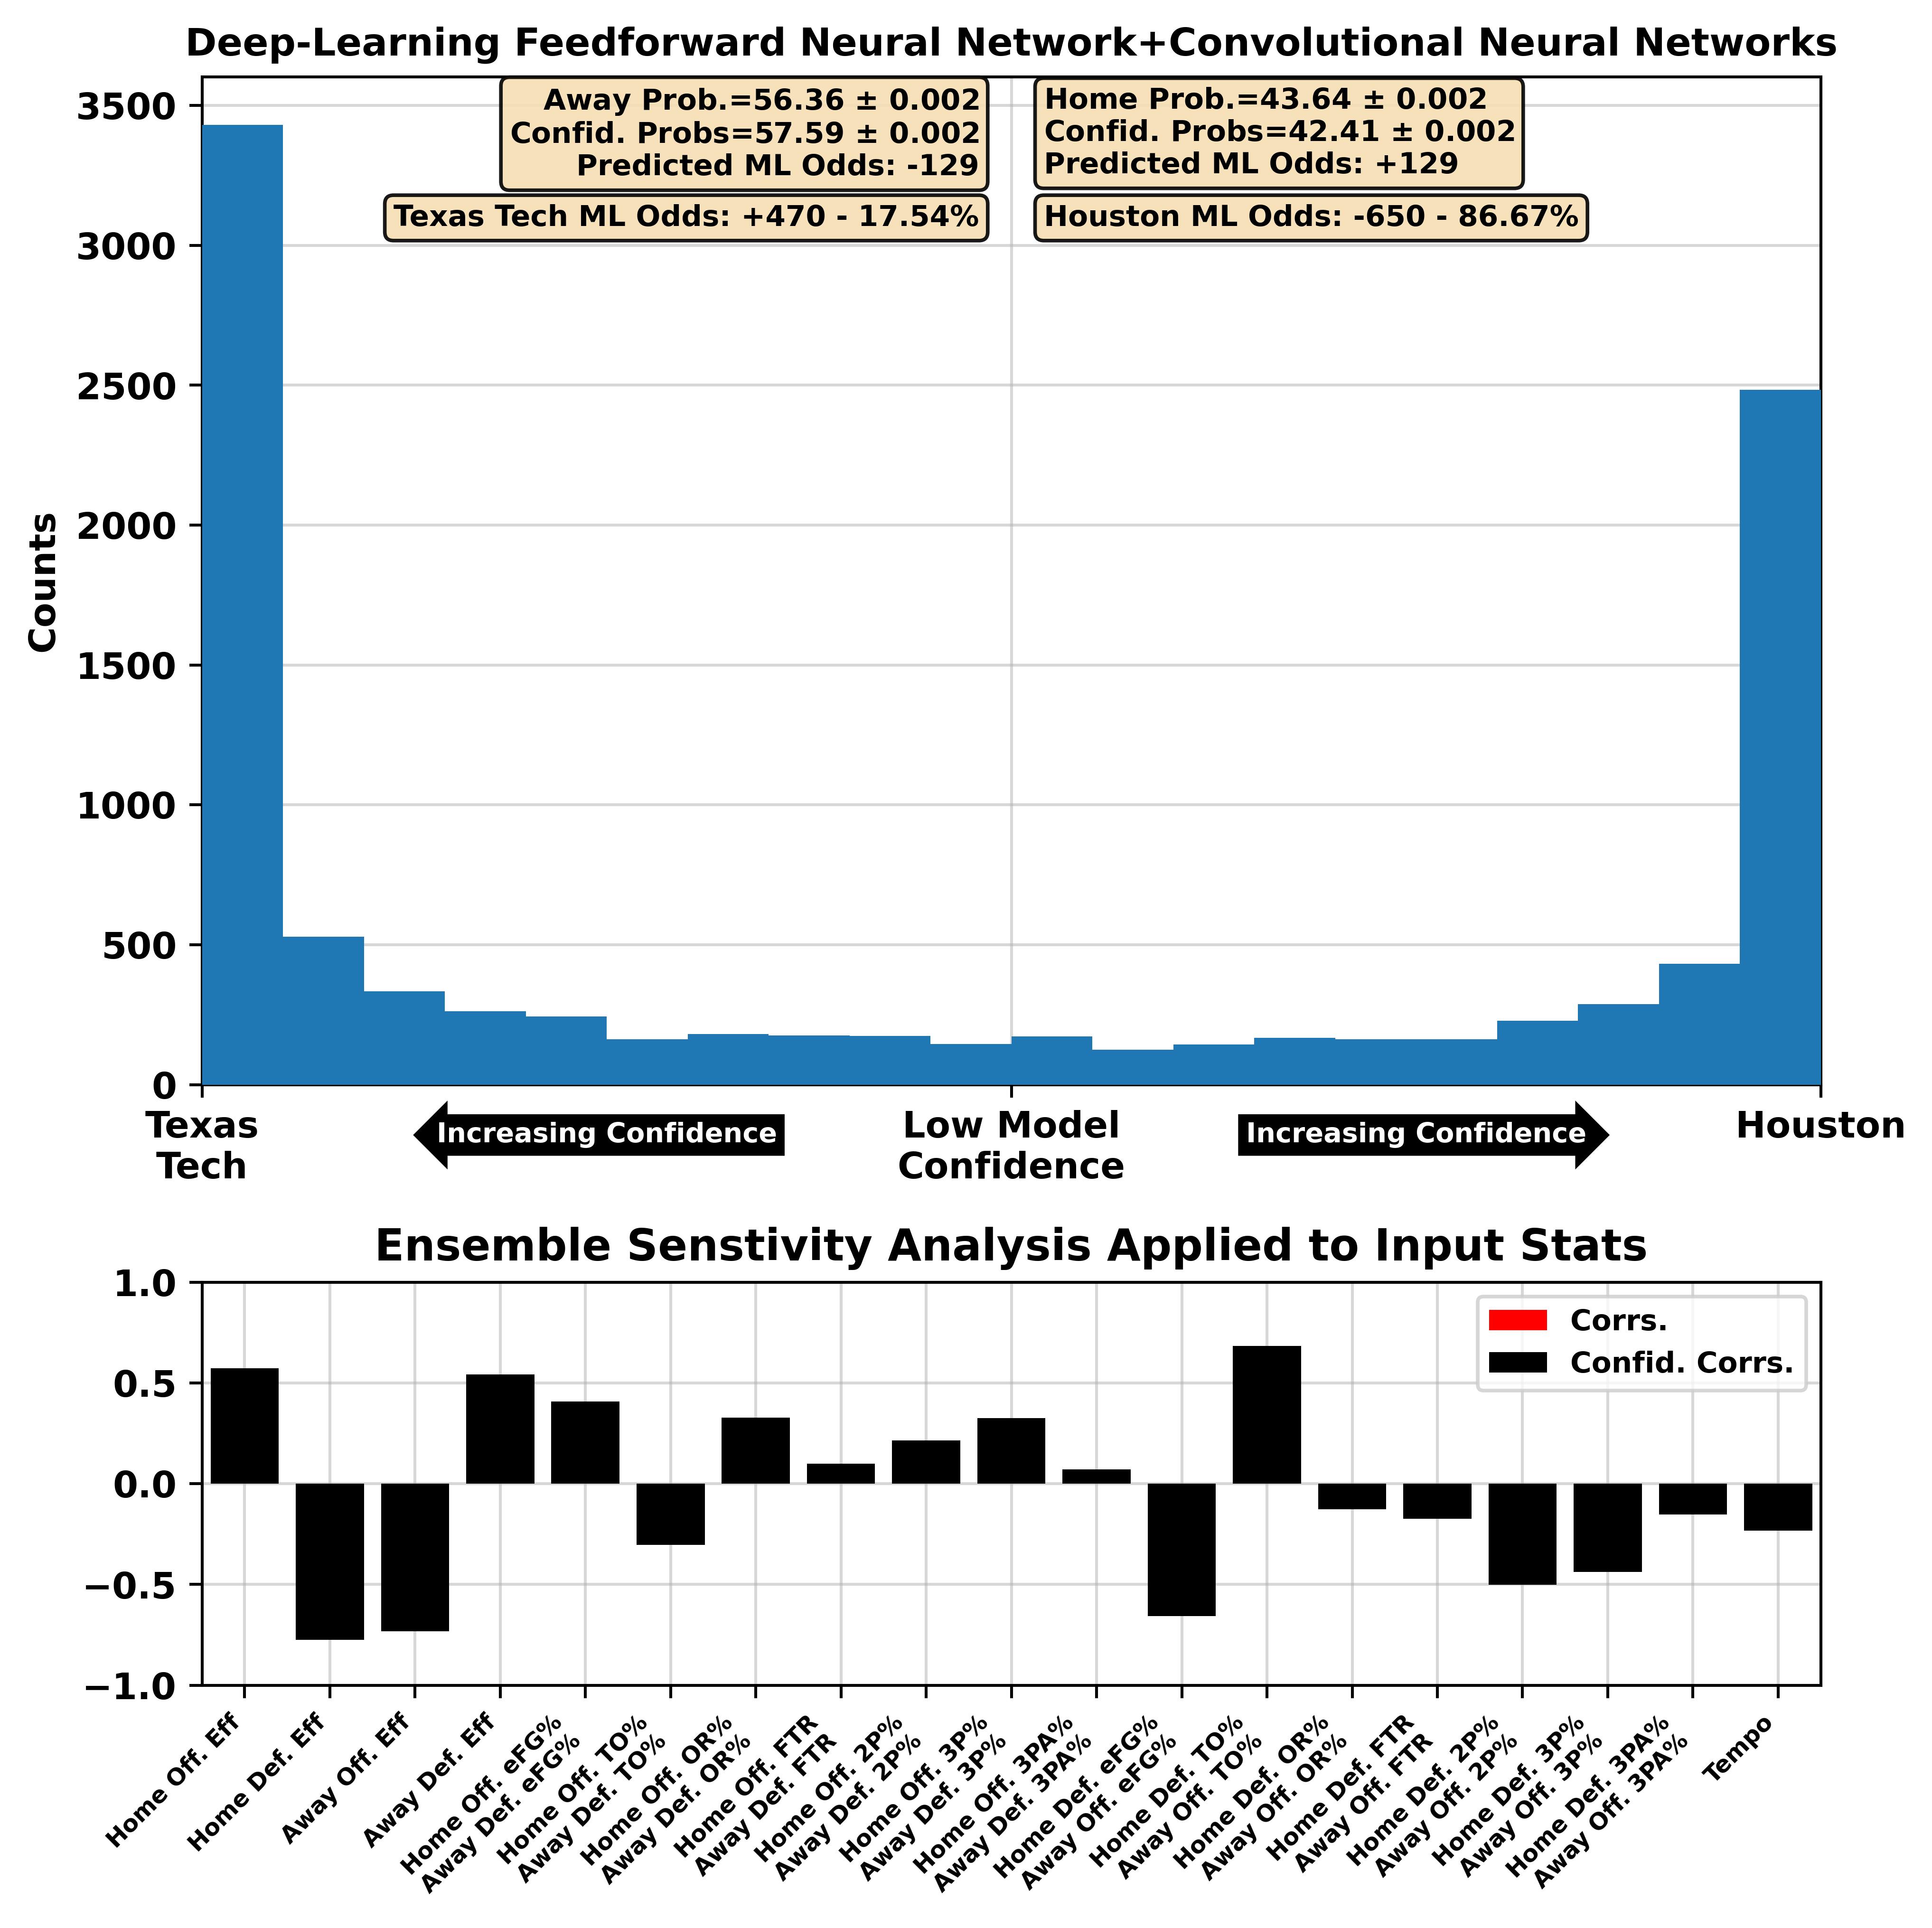 Deep-Learning Feedforward Neural Network+Convolutional Neural Networks
Away Prob.=56.36 ± 0.002
Confid. Probs=57.59 ± 0.002
Predicted ML Odds: -129
Home Prob.=43.64 ± 0.002
Confid. Probs=42.41 ± 0.002
Predicted ML Odds: +129
Texas Tech ML Odds: +470 - 17.54%
Houston ML Odds: -650 - 86.67%
3500
3000
2500
2000
1500
1000
500
0
Counts
Texas
Tech
Increasing Confidence
Low Model
Confidence
Increasing Confidence
Houston
Ensemble Senstivity Analysis Applied to Input Stats
1.0
0.5
0.0
−0.5
−1.0
Corrs.
Confid. Corrs.
Home Off. Eff
Home Def. Eff
Away Off. Eff
Away Def. Eff
Home Off. eFG%
Away Def. eFG%
Home Off. TO%
Away Def. TO%
Home Off. OR%
Away Def. OR%
Home Off. FTR
Away Def. FTR
Home Off. 2P%
Away Def. 2P%
Home Off. 3P%
Away Def. 3P%
Home Off. 3PA%
Away Def. 3PA%
Home Def. eFG%
Away Off. eFG%
Home Def. TO%
Away Off. TO%
Home Def. OR%
Away Off. OR%
Home Def. FTR
Away Off. FTR
Home Def. 2P%
Away Off. 2P%
Home Def. 3P%
Away Off. 3P%
Home Def. 3PA%
Away Off. 3PA%
Tempo